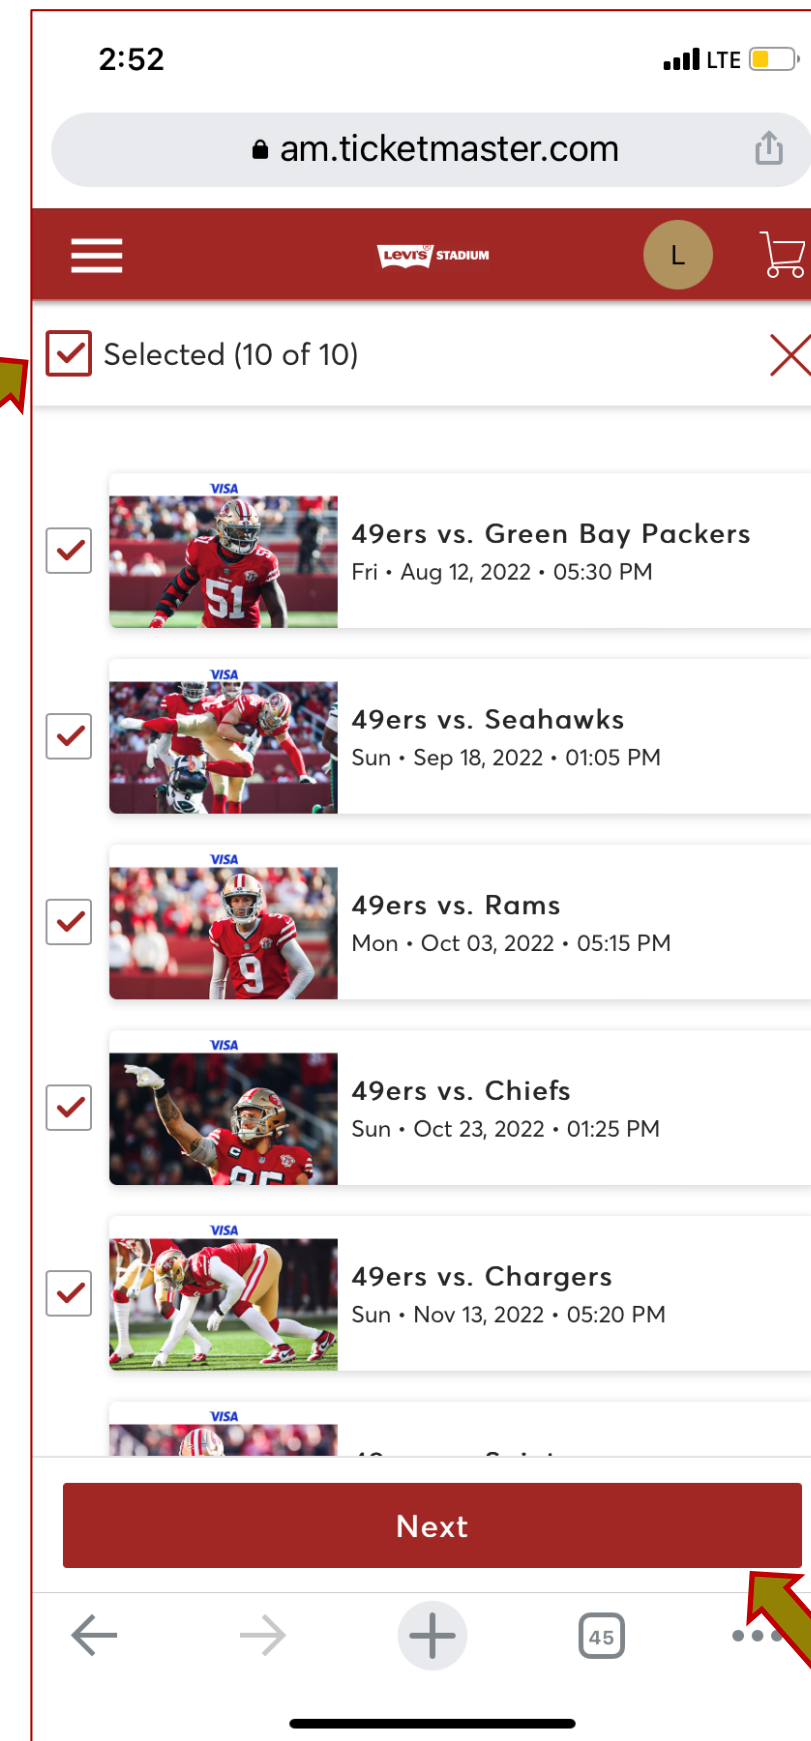 2:52
LTE
am.ticketmaster.com
LEVI'S STADIUM
L
Selected (10 of 10)
VISA
51
49ers vs. Green Bay Packers
Fri • Aug 12, 2022 • 05:30 PM
VISA
49ers vs. Seahawks
Sun • Sep 18, 2022 • 01:05 PM
VISA
9
49ers vs. Rams
Mon • Oct 03, 2022 • 05:15 PM
VISA
85
49ers vs. Chiefs
Sun • Oct 23, 2022 • 01:25 PM
VISA
49ers vs. Chargers
Sun • Nov 13, 2022 • 05:20 PM
VISA
Next
45